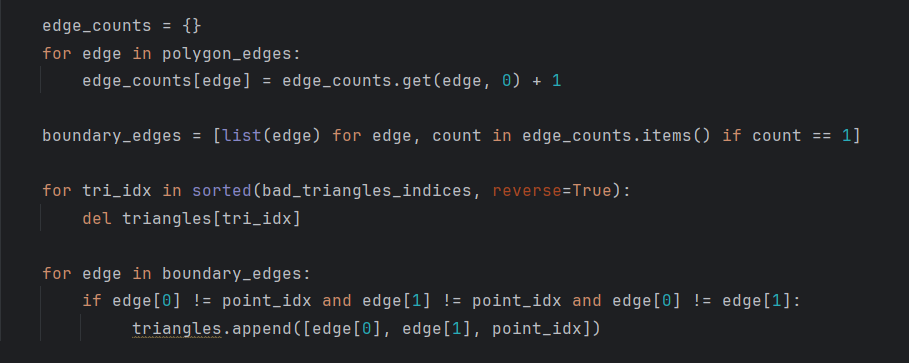 edge_counts = {}
for edge in polygon_edges:
edge_counts[edge] = edge_counts.get(edge, 0) + 1
boundary_edges = [list(edge) for edge, count in edge_counts.items() if count == 1]
for tri_idx in sorted(bad_triangles_indices, reverse=True):
del triangles[tri_idx]
for edge in boundary_edges:
if edge[0] != point_idx and edge[1] != point_idx and edge[0] != edge[1]:
triangles.append([edge[0], edge[1], point_idx])